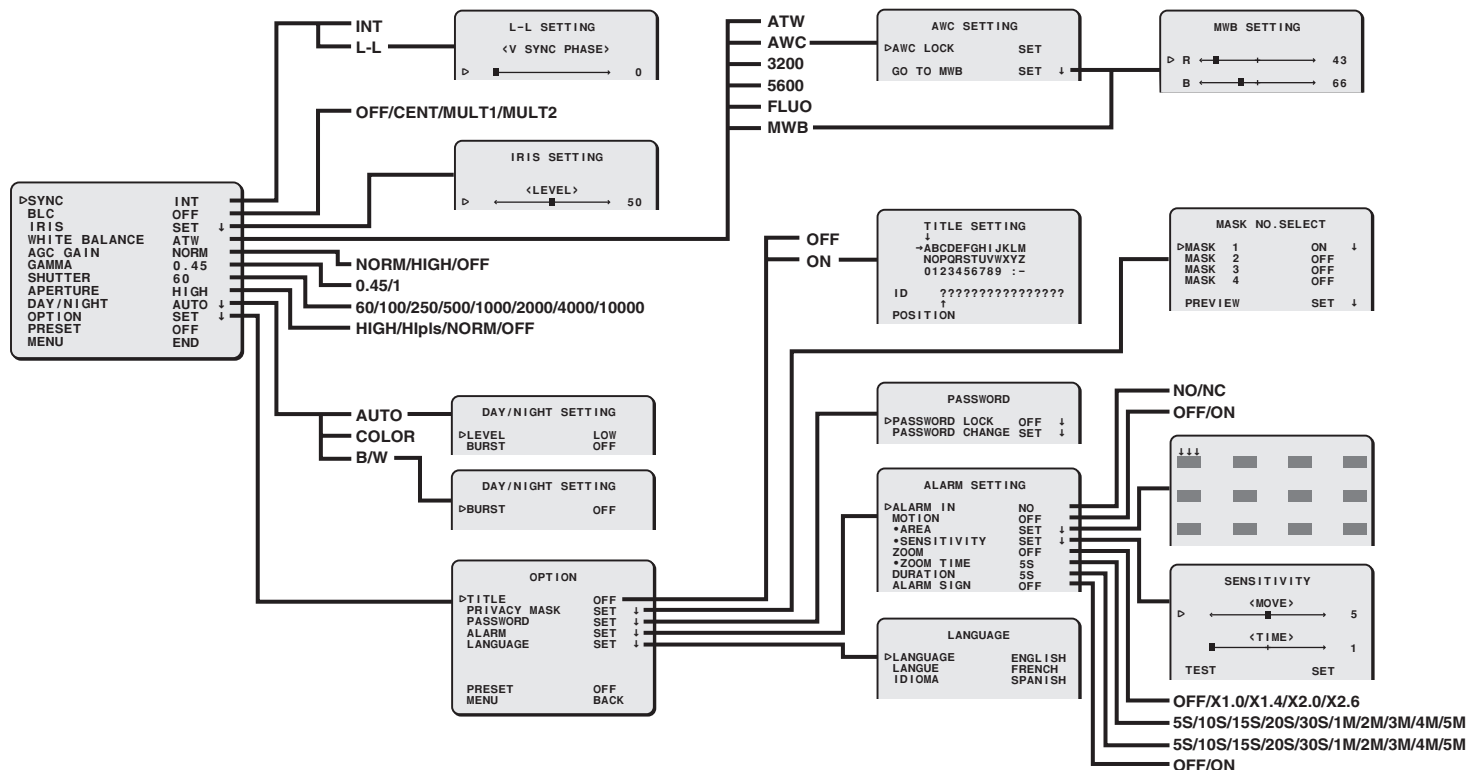 INT
L-L
L-L SETTING
<V SYNC PHASE>
▷ 0
OFF/CENT/MULT1/MULT2
IRIS SETTING
<LEVEL>
▷ 50
▷SYNC INT
BLC OFF
IRIS SET ↓
WHITE BALANCE ATW
AGC GAIN NORM
GAMMA 0.45
SHUTTER 60
APERTURE HIGH
DAY/NIGHT AUTO ↓
OPTION SET ↓
PRESET OFF
MENU END
NORM/HIGH/OFF
0.45/1
60/100/250/500/1000/2000/4000/10000
HIGH/HIpls/NORM/OFF
ATW
AWC
3200
5600
FLUO
MWB
AWC SETTING
▷AWC LOCK SET
GO TO MWB SET ↓
MWB SETTING
▷ R 43
B 66
AUTO
COLOR
B/W
DAY/NIGHT SETTING
▷LEVEL LOW
BURST OFF
DAY/NIGHT SETTING
▷BURST OFF
OPTION
▷TITLE OFF
PRIVACY MASK SET ↓
PASSWORD SET ↓
ALARM SET ↓
LANGUAGE SET ↓
PRESET OFF
MENU BACK
OFF
ON
TITLE SETTING
↓
→ABCDEFGHIJKLM
NOPQRSTUVWXYZ
0123456789 :-
ID ????????????????
↑
POSITION
MASK NO.SELECT
▷MASK 1 ON ↓
MASK 2 OFF
MASK 3 OFF
MASK 4 OFF
PREVIEW SET ↓
PASSWORD
▷PASSWORD LOCK OFF ↓
PASSWORD CHANGE SET ↓
ALARM SETTING
▷ALARM IN NO
MOTION OFF
•AREA SET ↓
•SENSITIVITY SET ↓
ZOOM OFF
•ZOOM TIME 5S
DURATION 5S
ALARM SIGN OFF
LANGUAGE
▷LANGUAGE ENGLISH
LANGUE FRENCH
IDIOMA SPANISH
NO/NC
OFF/ON
↓↓↓
SENSITIVITY
<MOVE>
▷ 5
<TIME>
1
TEST SET
OFF/X1.0/X1.4/X2.0/X2.6
5S/10S/15S/20S/30S/1M/2M/3M/4M/5M
5S/10S/15S/20S/30S/1M/2M/3M/4M/5M
OFF/ON